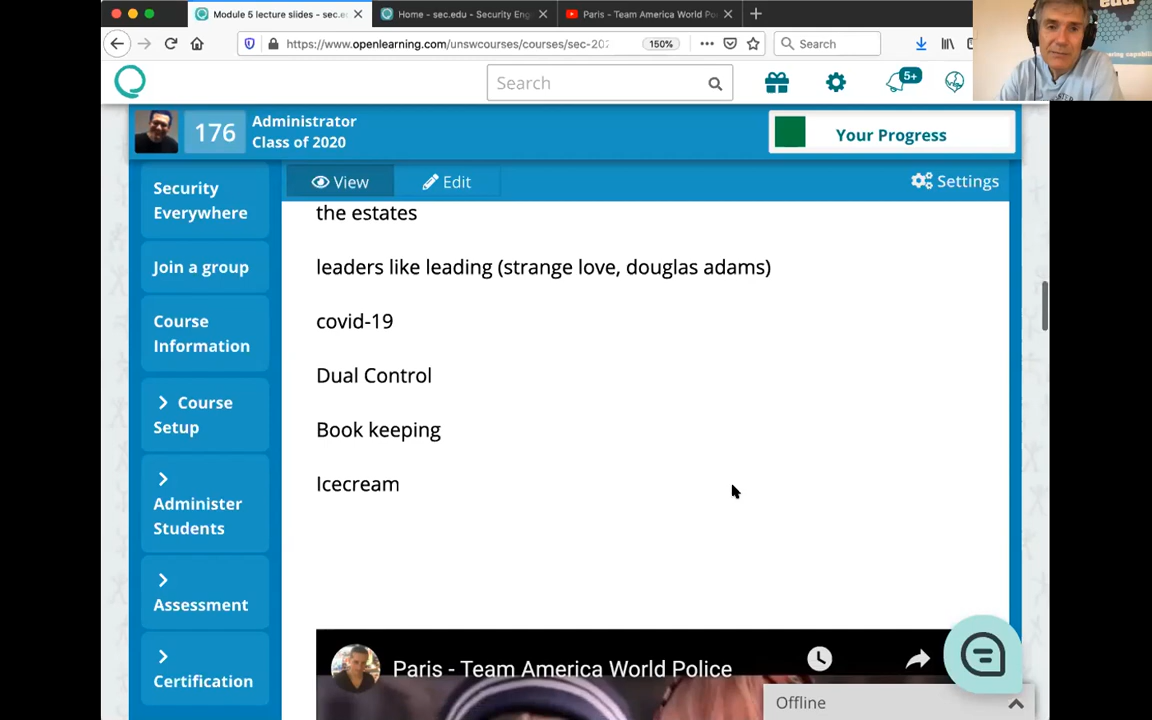 Module 5 lecture slides - sec.e
Home - sec.edu - Security Eng
Paris - Team America World Po
https://www.openlearning.com/unswcourses/courses/sec-20
150%
Search
Search
5+
176
Administrator
Class of 2020
Your Progress
View
Edit
Settings
Security
Everywhere
Join a group
Course
Information
Course
Setup
Administer
Students
Assessment
Certification
the estates
leaders like leading (strange love, douglas adams)
covid-19
Dual Control
Book keeping
Icecream
Paris - Team America World Police
Offline